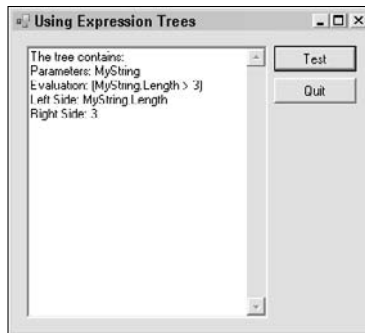 Using Expression Trees
The tree contains:
Parameters: MyString
Evaluation: (MyString.Length > 3)
Left Side: MyString.Length
Right Side: 3
Test
Quit